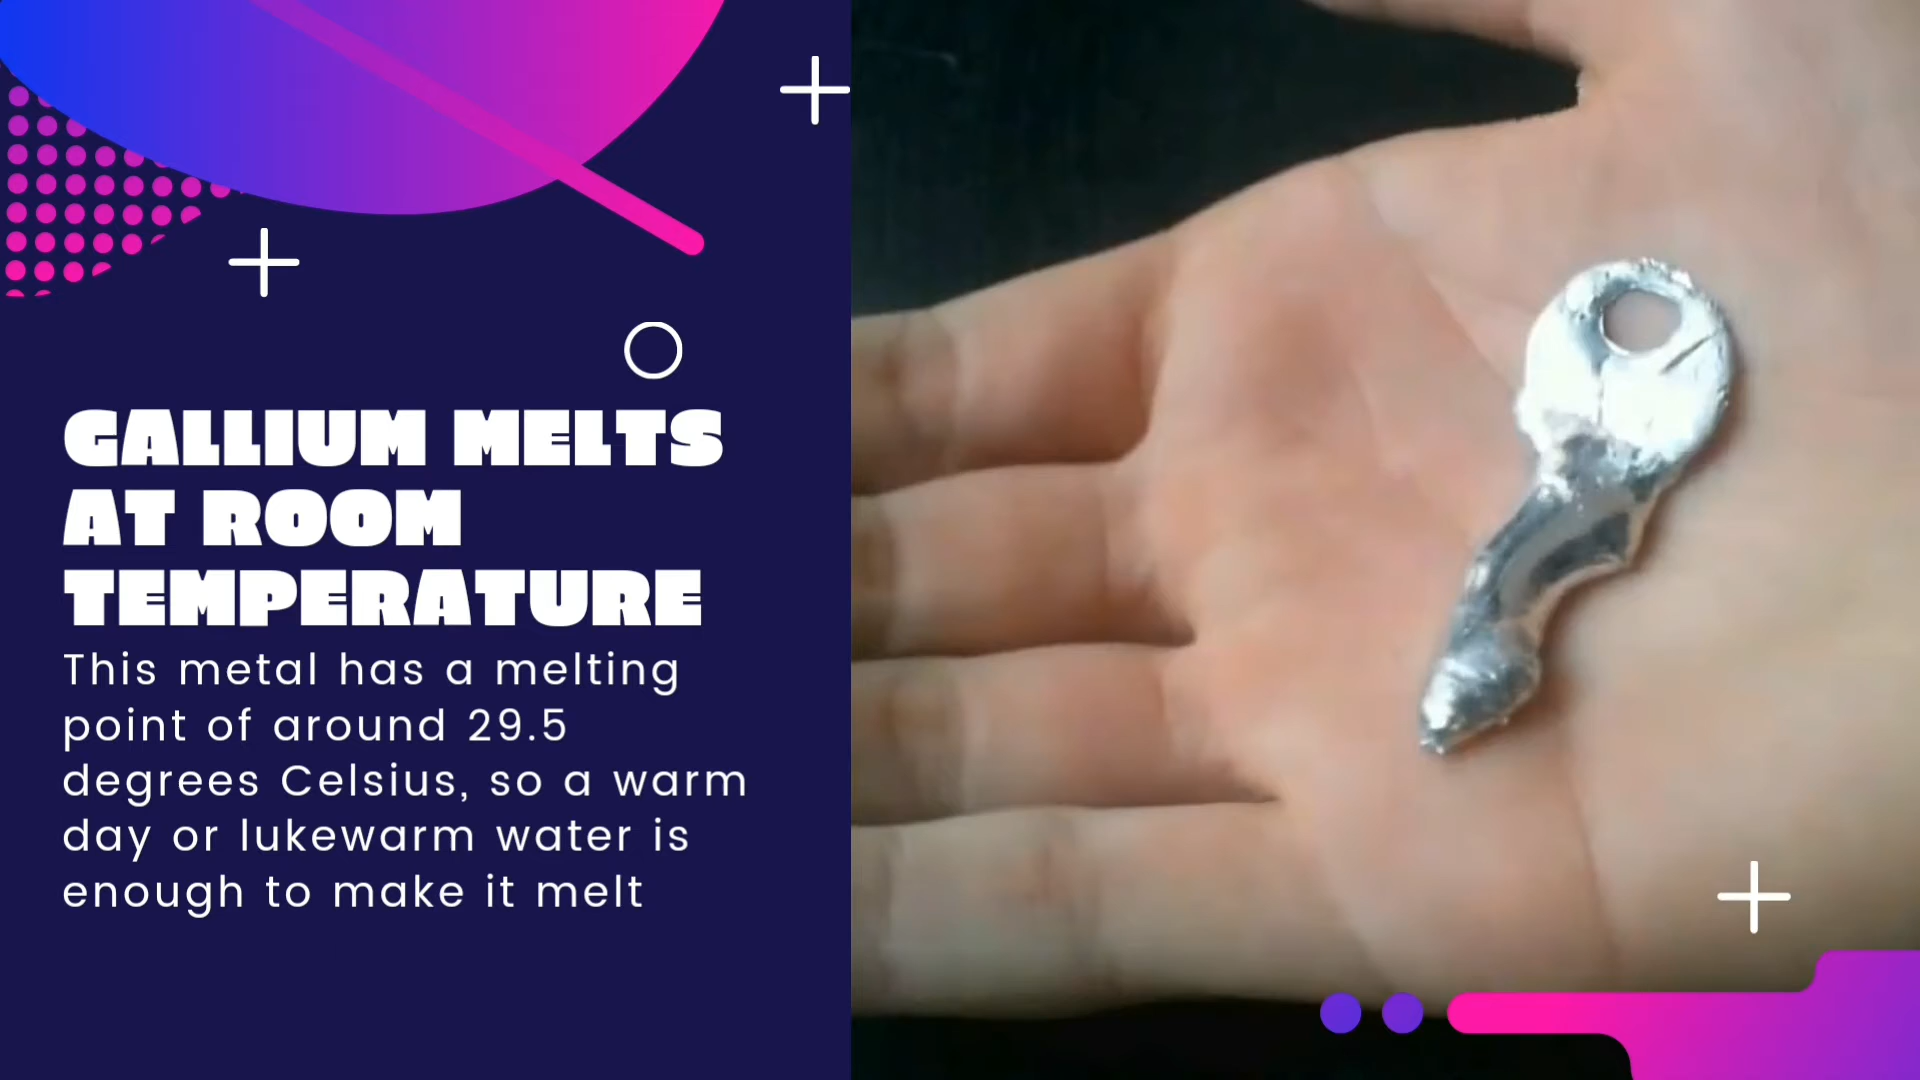 GALLIUM MELTS
AT ROOM
TEMPERATURE
This metal has a melting
point of around 29.5
degrees Celsius, so a warm
day or lukewarm water is
enough to make it melt